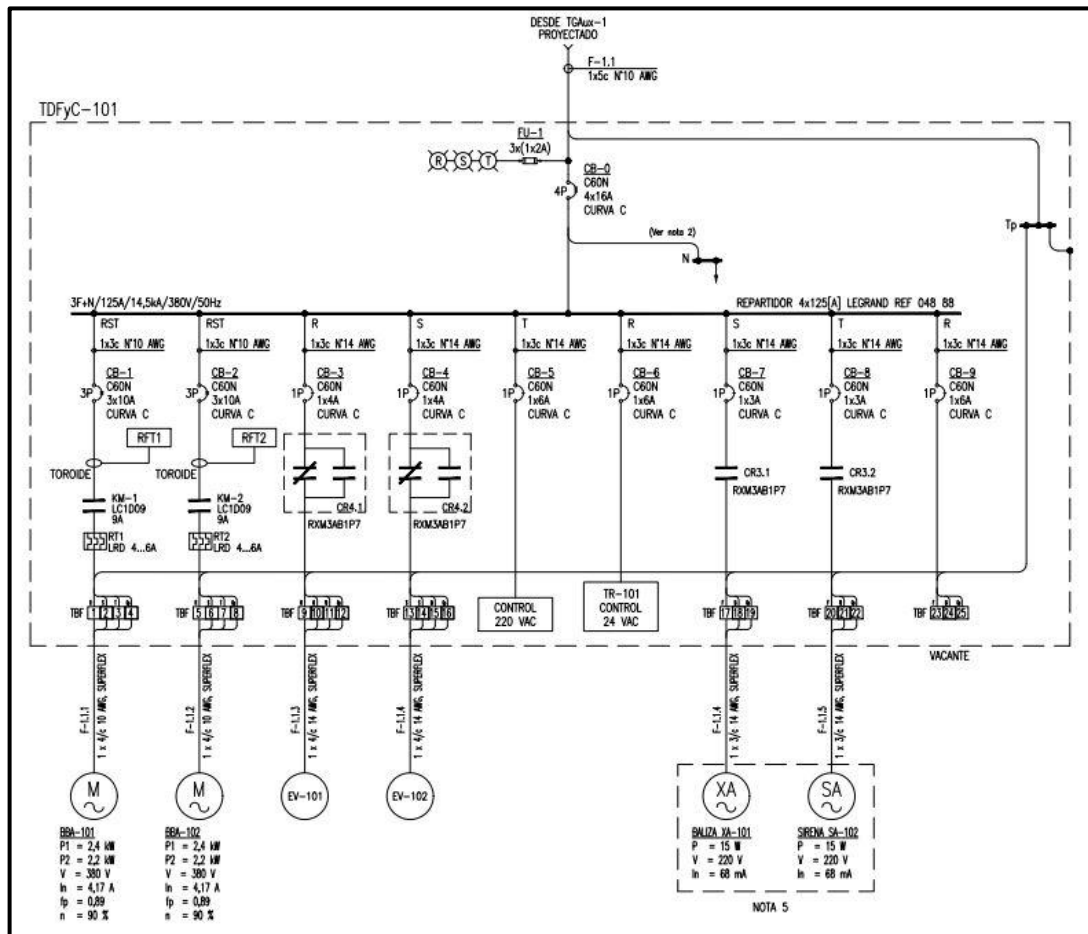 DESDE TGAux-1
PROYECTADO
F-1.1
1x5c N°10 AWG
TDFyC-101
FU-1
3x(1x2A)
R S T
CB-0
C60N
4x16A
CURVA C
4P
(Ver nota 2)
N
Tp
3F+N/125A/14,5kA/380V/50Hz
REPARTIDOR 4x125[A] LEGRAND REF 048 88
RST RST R S T R S T R
1x3c N°10 AWG 1x3c N°10 AWG 1x3c N°14 AWG 1x3c N°14 AWG 1x3c N°14 AWG 1x3c N°14 AWG 1x3c N°14 AWG 1x3c N°14 AWG 1x3c N°14 AWG
CB-1 CB-2 CB-3 CB-4 CB-5 CB-6 CB-7 CB-8 CB-9
3P C60N 3P C60N 1P C60N 1P C60N 1P C60N 1P C60N 1P C60N 1P C60N 1P C60N
3x10A 3x10A 1x4A 1x4A 1x6A 1x6A 1x3A 1x3A 1x6A
CURVA C CURVA C CURVA C CURVA C CURVA C CURVA C CURVA C CURVA C CURVA C
RFT1 RFT2
TOROIDE TOROIDE
CR3.1 CR3.2
RXM3AB1P7 RXM3AB1P7
KM-1 KM-2
LC1D09 LC1D09
9A 9A
CR4.1 CR4.2
RXM3AB1P7 RXM3AB1P7
RT1 RT2
LRD 4...6A LRD 4...6A
TBF 1 2 3 4 TBF 5 6 7 8 TBF 9 10 11 12 TBF 13 14 15 16 TBF 17 18 19 TBF 20 21 22 TBF 23 24 25
CONTROL
220 VAC
TR-101
CONTROL
24 VAC
VACANTE
F-1.1.1
1 x 4/c 10 AWG, SUPERFLEX
F-1.1.2
1 x 4/c 10 AWG, SUPERFLEX
F-1.1.3
1 x 4/c 14 AWG, SUPERFLEX
F-1.1.4
1 x 4/c 14 AWG, SUPERFLEX
F-1.1.4
1 x 3/c 14 AWG, SUPERFLEX
F-1.1.5
1 x 3/c 14 AWG, SUPERFLEX
M M EV-101 EV-102 XA SA
BBA-101
P1 = 2,4 kW
P2 = 2,2 kW
V = 380 V
In = 4,17 A
fp = 0,89
n = 90 %
BBA-102
P1 = 2,4 kW
P2 = 2,2 kW
V = 380 V
In = 4,17 A
fp = 0,89
n = 90 %
BALIZA XA-101
P = 15 W
V = 220 V
In = 68 mA
SIRENA SA-102
P = 15 W
V = 220 V
In = 68 mA
NOTA 5